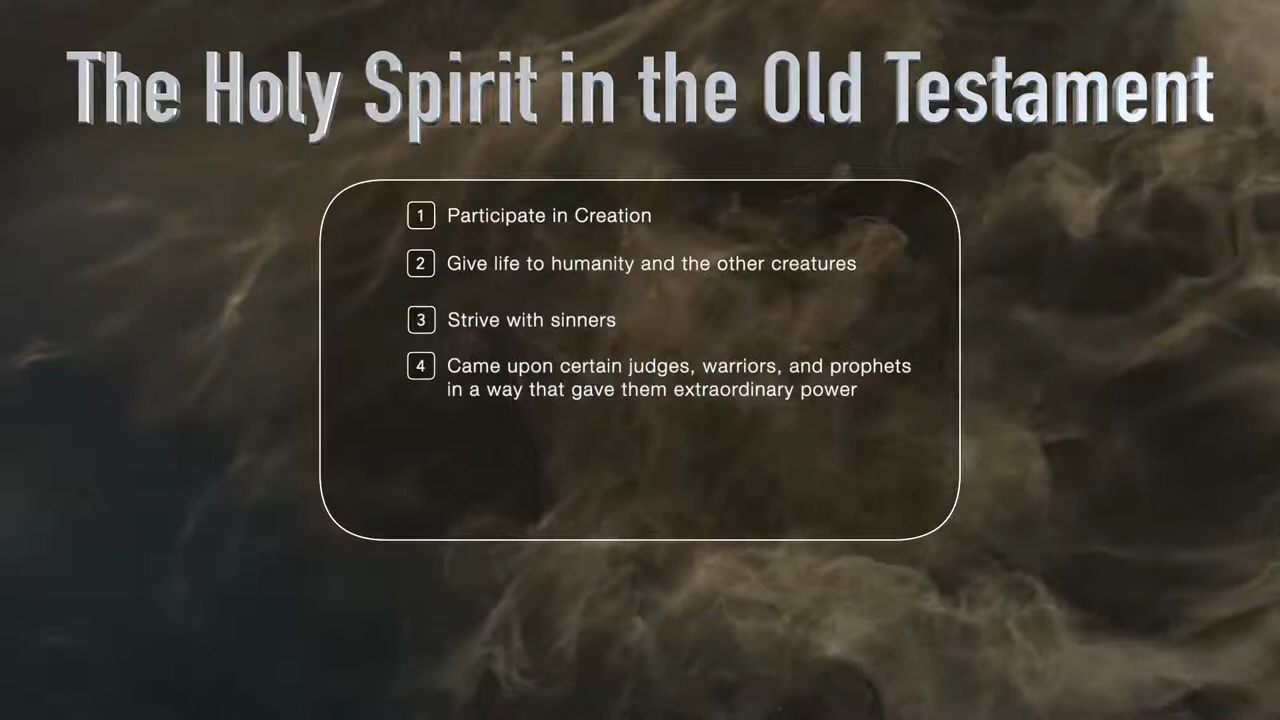 The Holy Spirit in the Old Testament
1 Participate in Creation
2 Give life to humanity and the other creatures
3 Strive with sinners
4 Came upon certain judges, warriors, and prophets
in a way that gave them extraordinary power